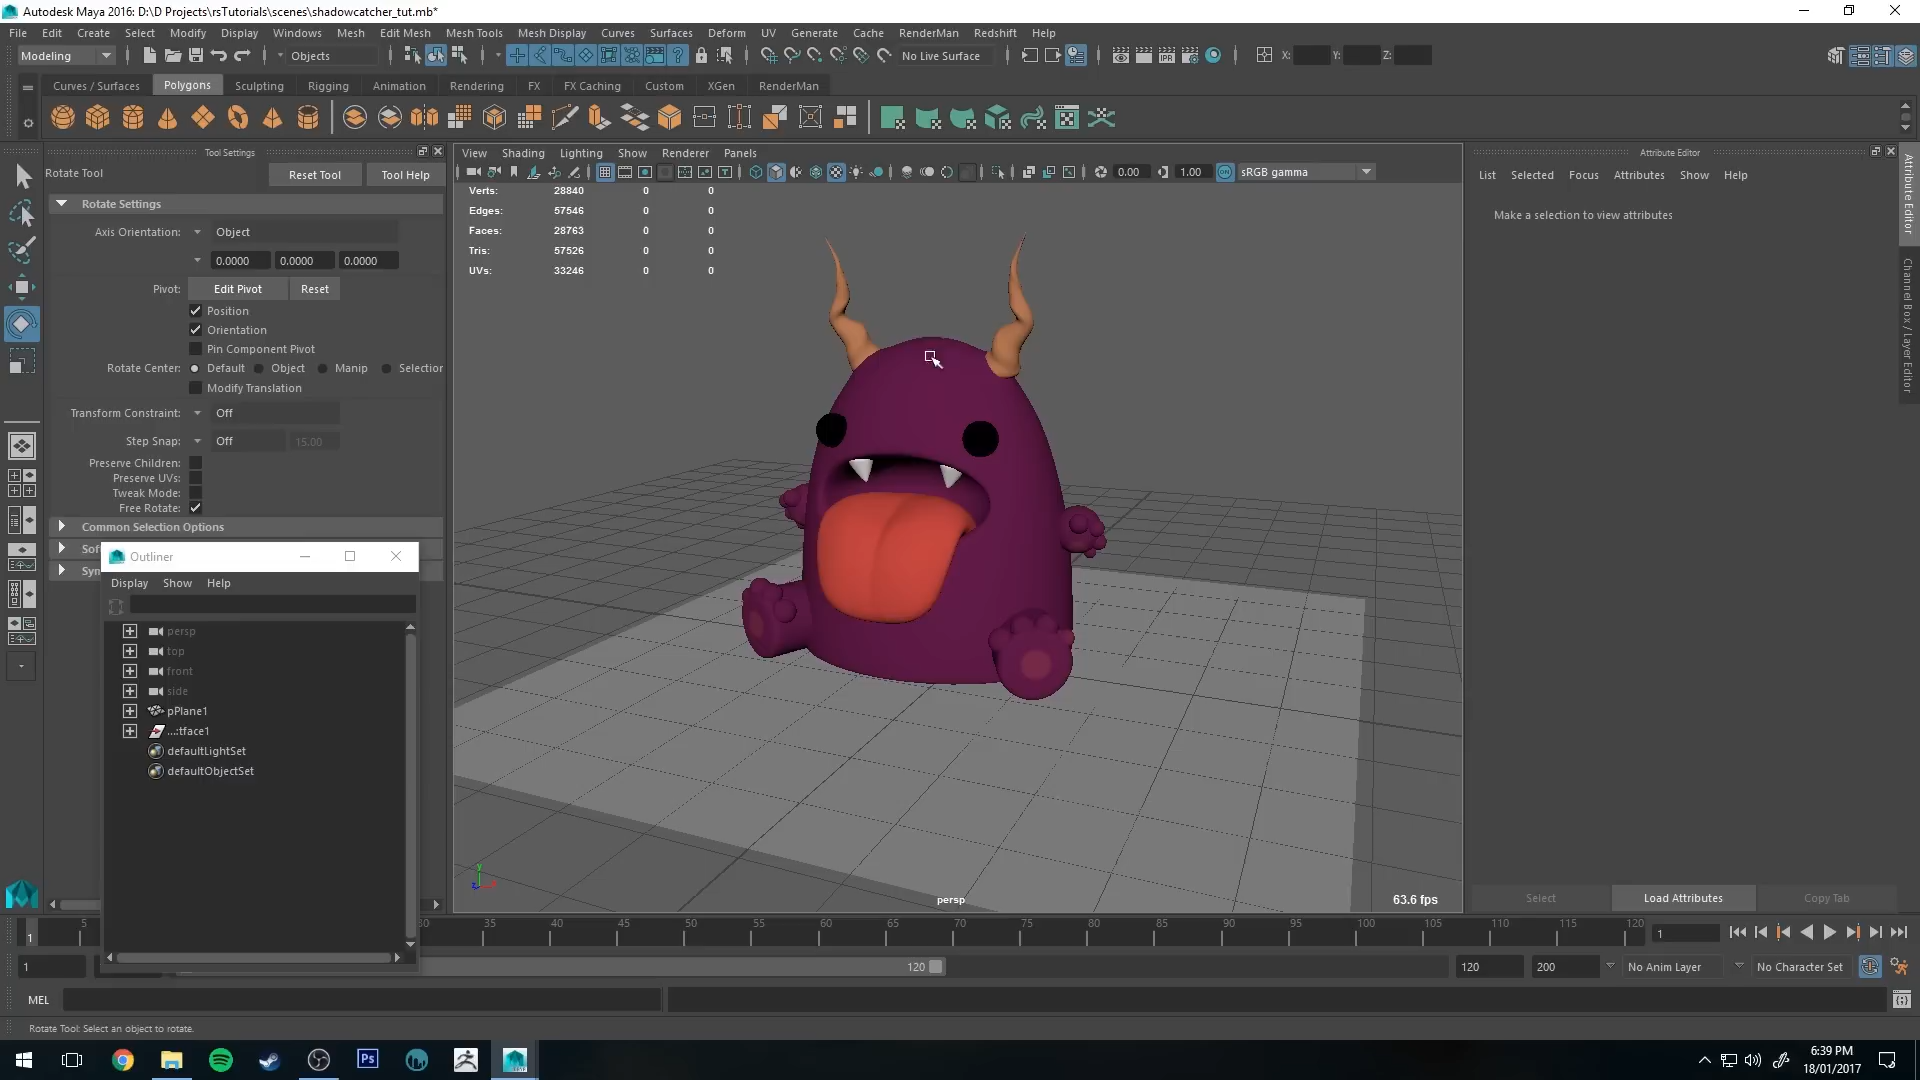 Autodesk Maya 2016: D:\D Projects\rsTutorials\scenes\shadowcatcher_tut.mb*
File Edit Create Select Modify Display Windows Mesh Edit Mesh Mesh Tools Mesh Display Curves Surfaces Deform UV Generate Cache RenderMan Redshift Help
Modeling Objects No Live Surface X: Y: Z:
Curves / Surfaces Polygons Sculpting Rigging Animation Rendering FX FX Caching Custom XGen RenderMan
Tool Settings
Rotate Tool Reset Tool Tool Help
Rotate Settings
Axis Orientation: Object
0.0000 0.0000 0.0000
Pivot: Edit Pivot Reset
Position
Orientation
Pin Component Pivot
Rotate Center: Default Object Manip Selection
Modify Translation
Transform Constraint: Off
Step Snap: Off 15.00
Preserve Children:
Preserve UVs:
Tweak Mode:
Free Rotate:
Common Selection Options
Sof
Syn
Outliner
Display Show Help
persp
top
front
side
pPlane1
...:tface1
defaultLightSet
defaultObjectSet
View Shading Lighting Show Renderer Panels
0.00 1.00 ON sRGB gamma
Verts: 28840 0 0
Edges: 57546 0 0
Faces: 28763 0 0
Tris: 57526 0 0
UVs: 33246 0 0
y
z
persp
63.6 fps
Attribute Editor
List Selected Focus Attributes Show Help
Make a selection to view attributes
Attribute Editor
Channel Box / Layer Editor
Select Load Attributes Copy Tab
1 5 30 35 40 45 50 55 60 65 70 75 80 85 90 95 100 105 110 115 120 1
1 120 120 200 No Anim Layer No Character Set
MEL
Rotate Tool: Select an object to rotate.
Ps
6:39 PM
18/01/2017